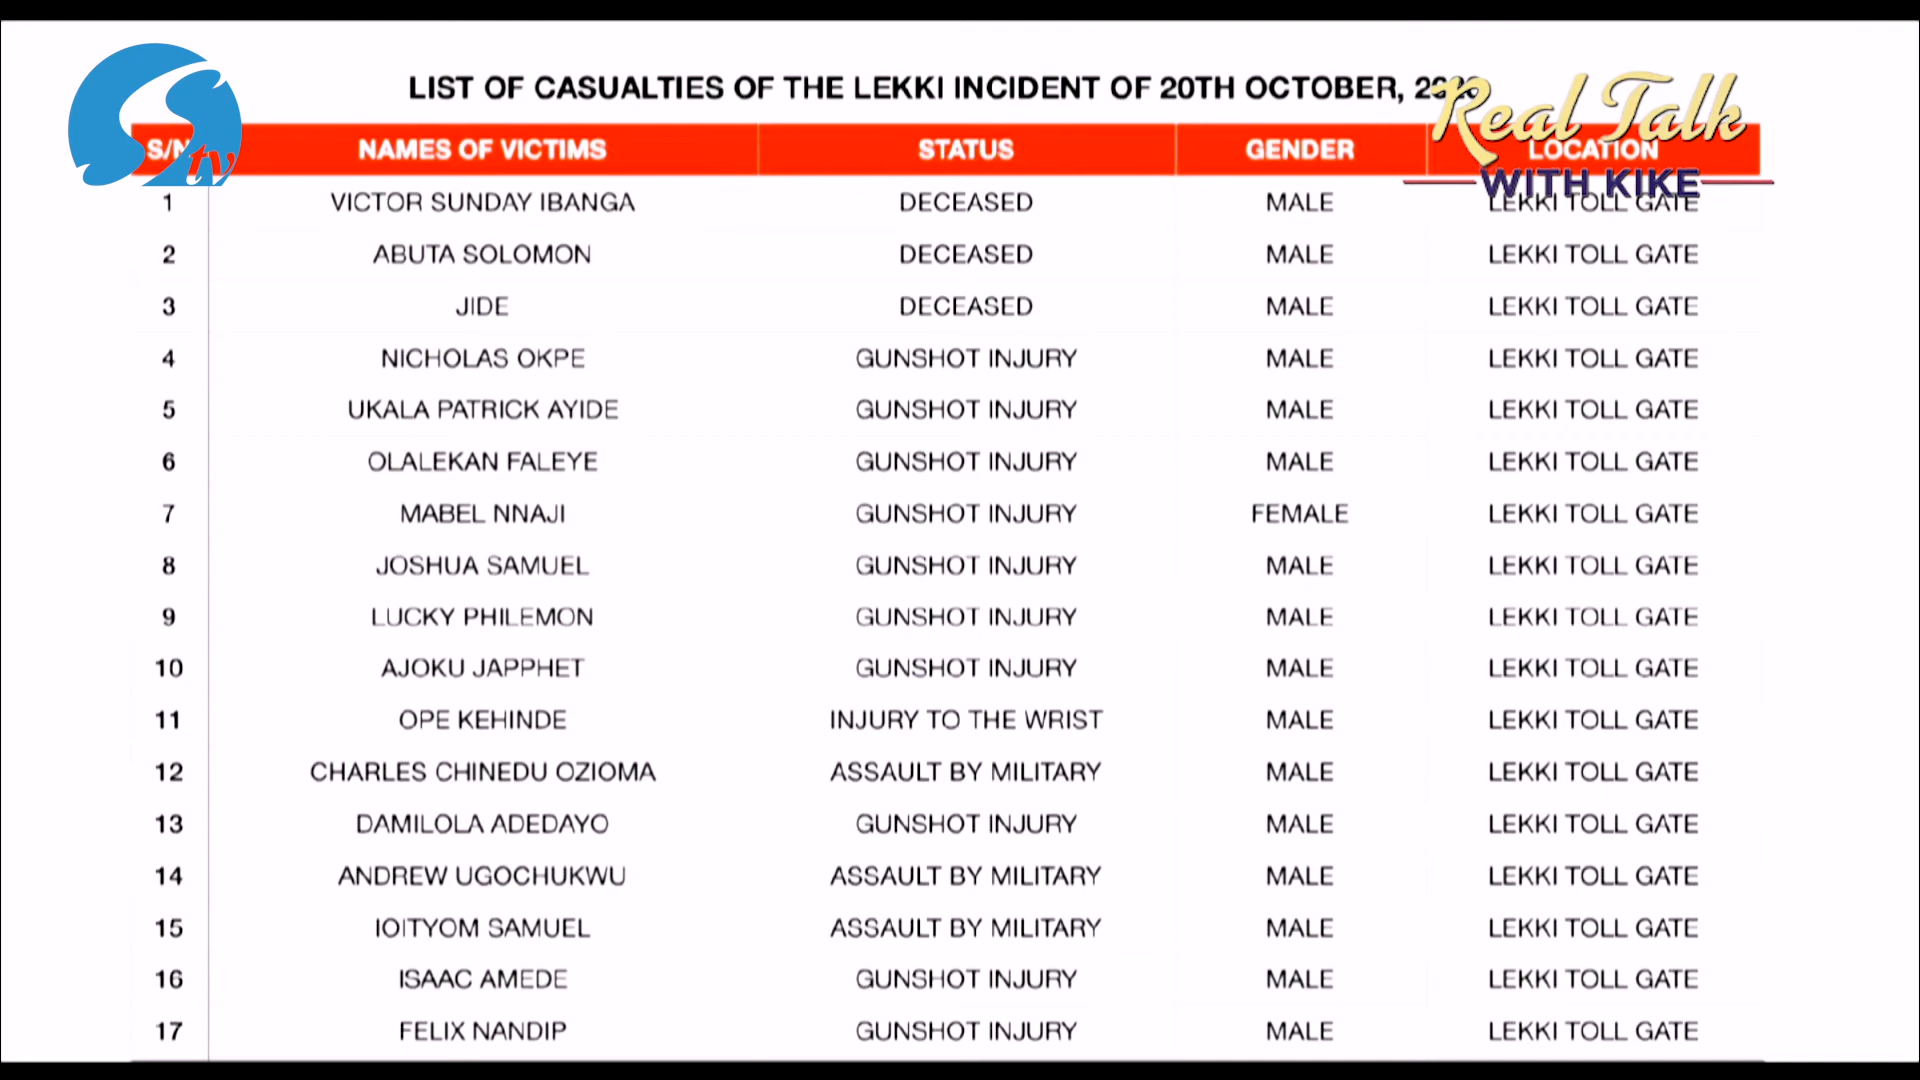 LIST OF CASUALTIES OF THE LEKKI INCIDENT OF 20TH OCTOBER,
Real Talk
WITH KIKE
S tv
S/N NAMES OF VICTIMS STATUS GENDER LOCATION
1 VICTOR SUNDAY IBANGA DECEASED MALE LEKKI TOLL GATE
2 ABUTA SOLOMON DECEASED MALE LEKKI TOLL GATE
3 JIDE DECEASED MALE LEKKI TOLL GATE
4 NICHOLAS OKPE GUNSHOT INJURY MALE LEKKI TOLL GATE
5 UKALA PATRICK AYIDE GUNSHOT INJURY MALE LEKKI TOLL GATE
6 OLALEKAN FALEYE GUNSHOT INJURY MALE LEKKI TOLL GATE
7 MABEL NNAJI GUNSHOT INJURY FEMALE LEKKI TOLL GATE
8 JOSHUA SAMUEL GUNSHOT INJURY MALE LEKKI TOLL GATE
9 LUCKY PHILEMON GUNSHOT INJURY MALE LEKKI TOLL GATE
10 AJOKU JAPPHET GUNSHOT INJURY MALE LEKKI TOLL GATE
11 OPE KEHINDE INJURY TO THE WRIST MALE LEKKI TOLL GATE
12 CHARLES CHINEDU OZIOMA ASSAULT BY MILITARY MALE LEKKI TOLL GATE
13 DAMILOLA ADEDAYO GUNSHOT INJURY MALE LEKKI TOLL GATE
14 ANDREW UGOCHUKWU ASSAULT BY MILITARY MALE LEKKI TOLL GATE
15 IOITYOM SAMUEL ASSAULT BY MILITARY MALE LEKKI TOLL GATE
16 ISAAC AMEDE GUNSHOT INJURY MALE LEKKI TOLL GATE
17 FELIX NANDIP GUNSHOT INJURY MALE LEKKI TOLL GATE